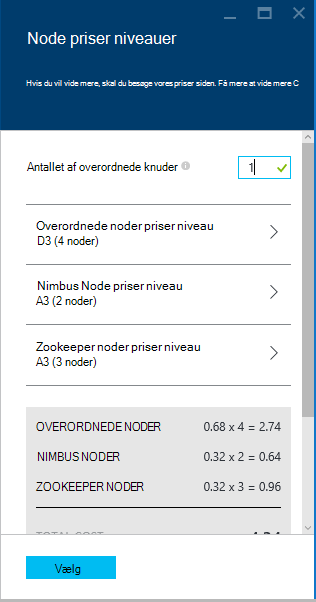 Node priser niveauer
Hvis du vil vide mere, skal du besøge vores priser siden. Få mere at vide mere C
Antallet af overordnede knuder 1
Overordnede noder priser niveau
D3 (4 noder)
Nimbus Node priser niveau
A3 (2 noder)
Zookeeper noder priser niveau
A3 (3 noder)
OVERORDNEDE NODER 0.68 x 4 = 2.74
NIMBUS NODER 0.32 x 2 = 0.64
ZOOKEEPER NODER 0.32 x 3 = 0.96
TOTAL COST
Vælg